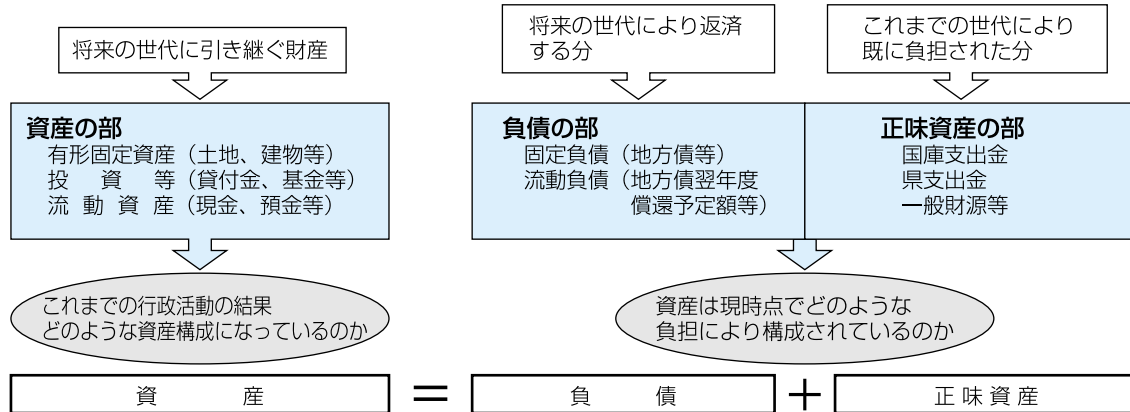 将来の世代に引き継ぐ財産
将来の世代により返済
する分
これまでの世代により
既に負担された分
資産の部
有形固定資産（土地、建物等）
投資等（貸付金、基金等）
流動資産（現金、預金等）
負債の部
固定負債（地方債等）
流動負債（地方債翌年度
償還予定額等）
正味資産の部
国庫支出金
県支出金
一般財源等
これまでの行政活動の結果
どのような資産構成になっているのか
資産は現時点でどのような
負担により構成されているのか
資産 = 負債 + 正味資産